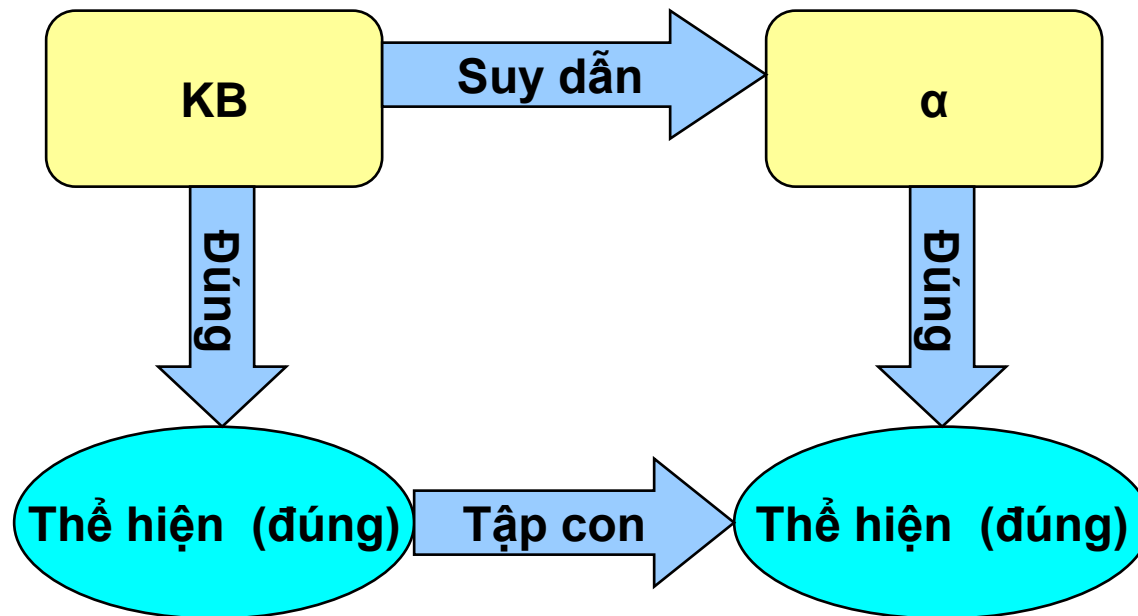 KB
Suy dẫn
α
Đúng
Đúng
Thể hiện (đúng)
Tập con
Thể hiện (đúng)